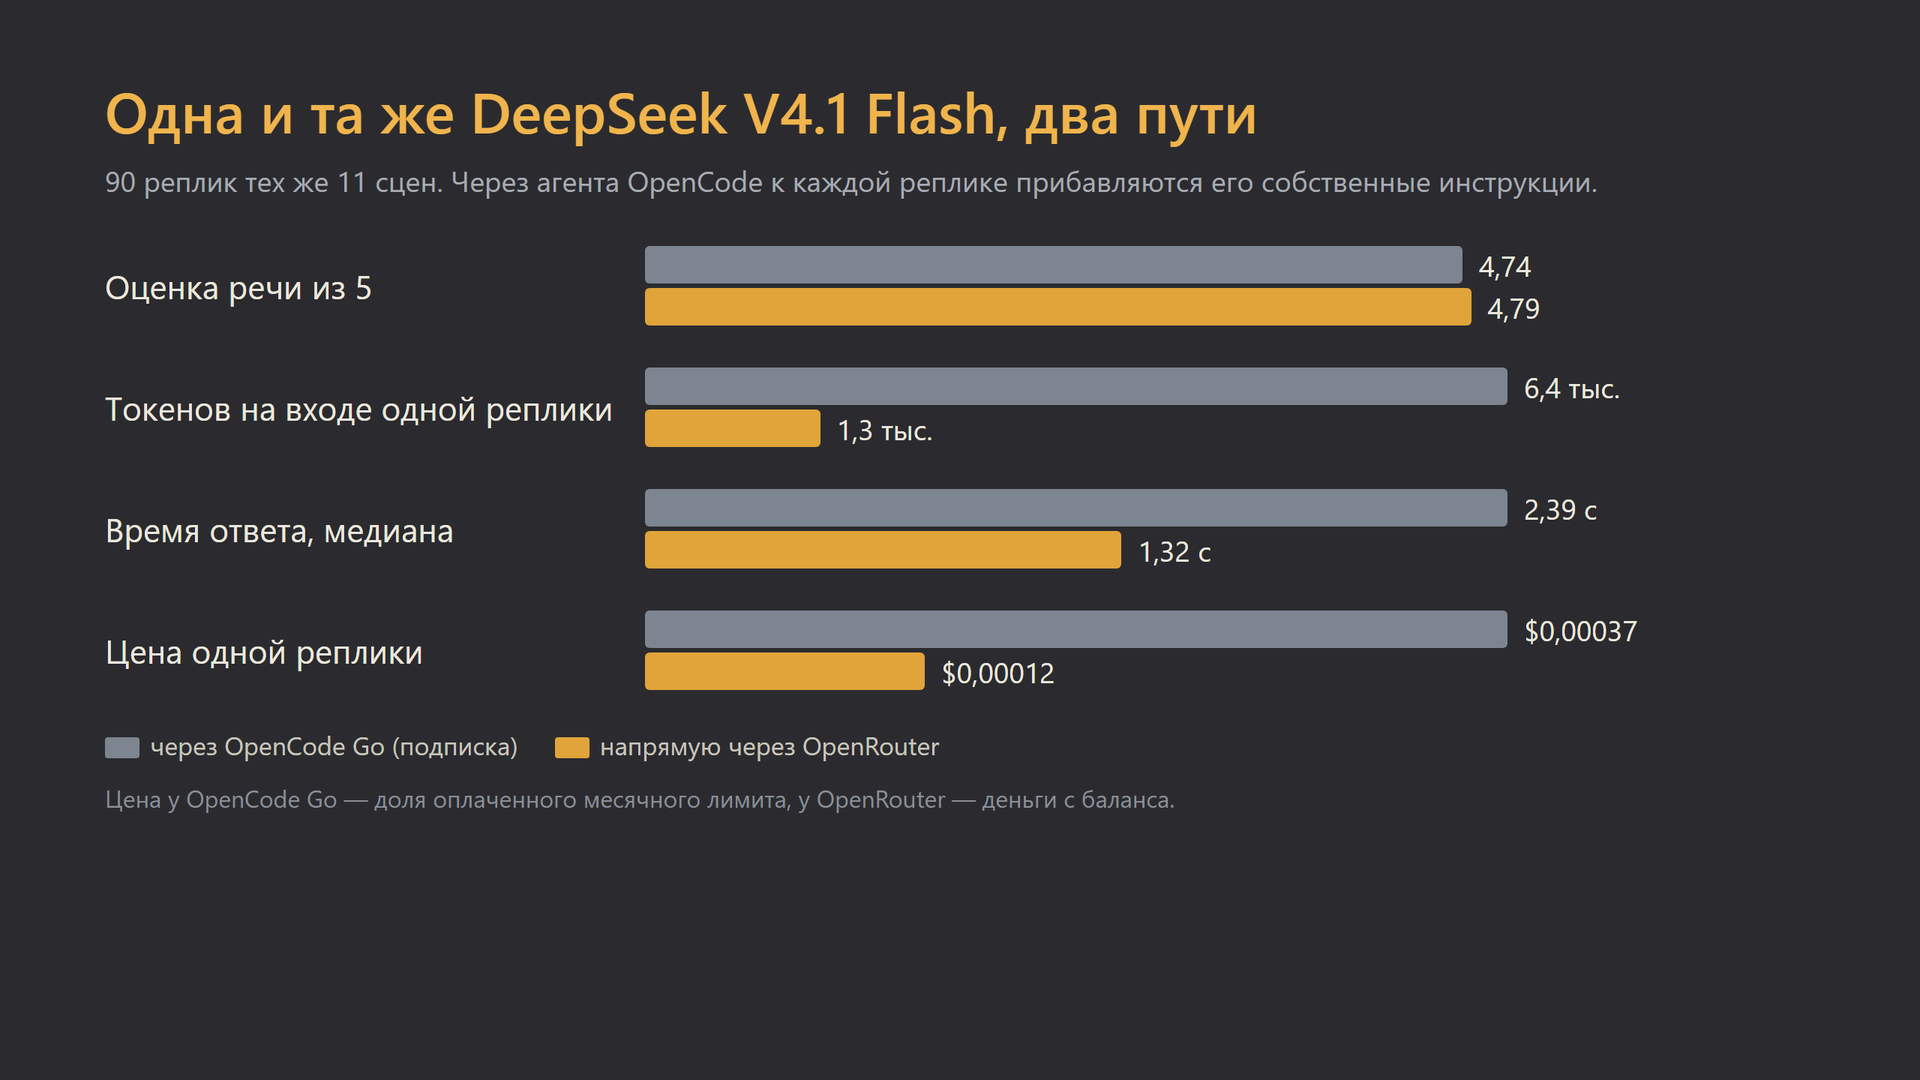 Одна и та же DeepSeek V4.1 Flash, два пути
90 реплик тех же 11 сцен. Через агента OpenCode к каждой реплике прибавляются его собственные инструкции.
Оценка речи из 5
4,74
4,79
Токенов на входе одной реплики
6,4 тыс.
1,3 тыс.
Время ответа, медиана
2,39 с
1,32 с
Цена одной реплики
$0,00037
$0,00012
через OpenCode Go (подписка)
напрямую через OpenRouter
Цена у OpenCode Go — доля оплаченного месячного лимита, у OpenRouter — деньги с баланса.